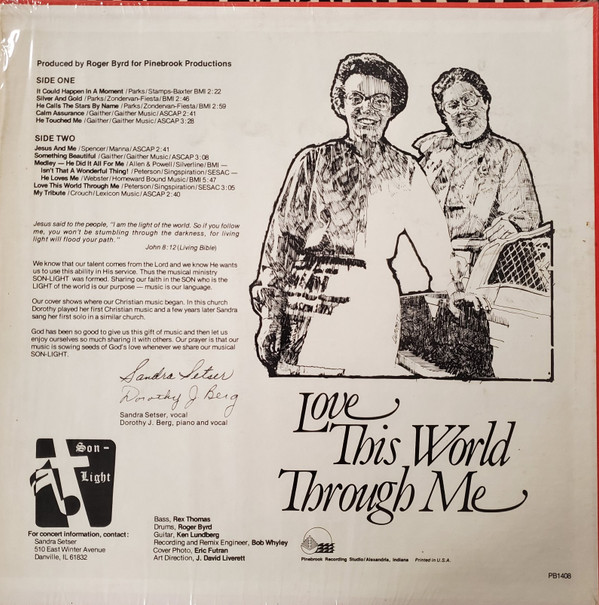 Produced by Roger Byrd for Pinebrook Productions
SIDE ONE
It Could Happen In A Moment / Parks/Stamps-Baxter BMI 2:22
Silver And Gold / Parks/Zondervan-Fiesta/BMI 2:46
He Calls The Stars By Name / Parks/Zondervan-Fiesta/BMI 2:59
Calm Assurance / Gaither/Gaither Music/ASCAP 2:41
He Touched Me / Gaither/Gaither Music/ASCAP 3:28
SIDE TWO
Jesus And Me / Spencer/Manna/ASCAP 2:41
Something Beautiful / Gaither/Gaither Music/ASCAP 3:08
Medley — He Did It All For Me / Allen & Powell/Silverline/BMI —
Isn't That A Wonderful Thing! / Peterson/Singspiration/SESAC —
He Loves Me / Webster/Homeward Bound Music/BMI 5:47
Love This World Through Me / Peterson/Singspiration/SESAC 3:05
My Tribute / Crouch/Lexicon Music/ASCAP 2:40
Jesus said to the people, "I am the light of the world. So if you follow
me, you won't be stumbling through the darkness, for living
light will flood your path."
John 8:12 (Living Bible)
We know that our talent comes from the Lord and we know He wants
us to use this ability in His service. Thus the musical ministry
SON-LIGHT was formed. Sharing our faith in the SON who is the
LIGHT of the world is our purpose — music is our language.
Our cover shows where our Christian music began. In this church
Dorothy played her first Christian music and a few years later Sandra
sang her first solo in a similar church.
God has been so good to give us this gift of music and then let us
enjoy ourselves so much sharing it with others. Our prayer is that our
music is sowing seeds of God's love whenever we share our musical
SON-LIGHT.
Sandra Setser
Dorothy J Berg
Sandra Setser, vocal
Dorothy J. Berg, piano and vocal
Love
This World
Through Me
Son-
Light
For concert information, contact:
Sandra Setser
510 East Winter Avenue
Danville, IL 61832
Bass, Rex Thomas
Drums, Roger Byrd
Guitar, Ken Lundberg
Recording and Remix Engineer, Bob Whyley
Cover Photo, Eric Futran
Art Direction, J. David Liverett
Pinebrook Recording Studio/Alexandria, Indiana Printed in U.S.A.
PB1408